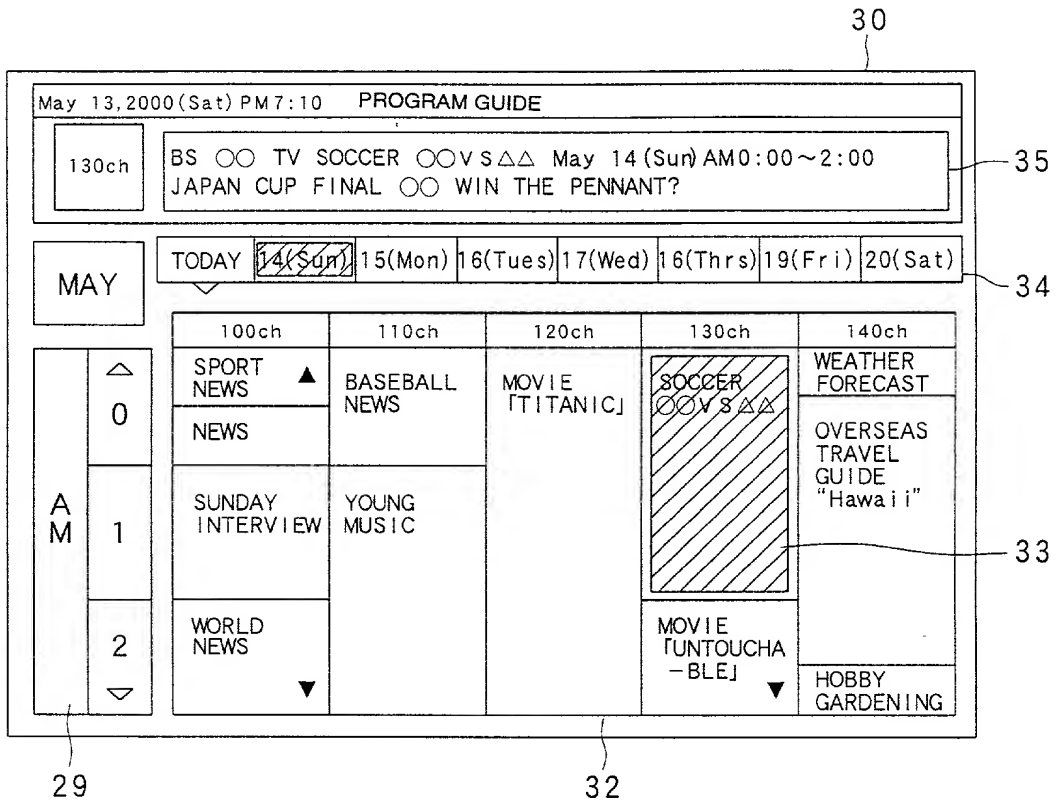 30
May 13,2000(Sat) PM7:10 PROGRAM GUIDE
130ch
BS ○○ TV SOCCER ○○VS△△ May 14(Sun)AM0:00~2:00
JAPAN CUP FINAL ○○ WIN THE PENNANT?
35
MAY
TODAY 14(Sun) 15(Mon) 16(Tues) 17(Wed) 16(Thrs) 19(Fri) 20(Sat)
34
100ch 110ch 120ch 130ch 140ch
AM
0
1
2
SPORT
NEWS ▲
NEWS
SUNDAY
INTERVIEW
WORLD
NEWS
▼
BASEBALL
NEWS
YOUNG
MUSIC
MOVIE
「TITANIC」
SOCCER
○○VS△△
MOVIE
「UNTOUCHA
-BLE」
▼
WEATHER
FORECAST
OVERSEAS
TRAVEL
GUIDE
“Hawaii”
HOBBY
GARDENING
33
29
32